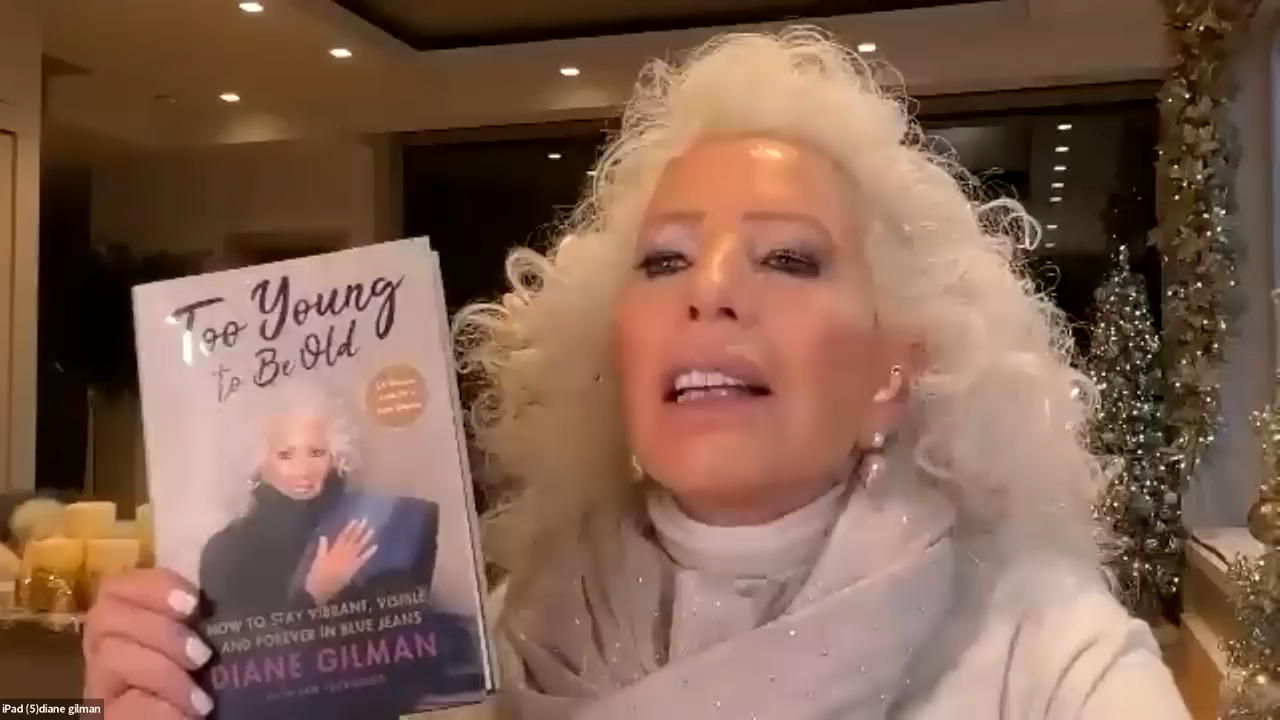 Too Young
to Be Old
HOW TO STAY VIBRANT, VISIBLE,
AND FOREVER IN BLUE JEANS
DIANE GILMAN
iPad (5)diane gilman